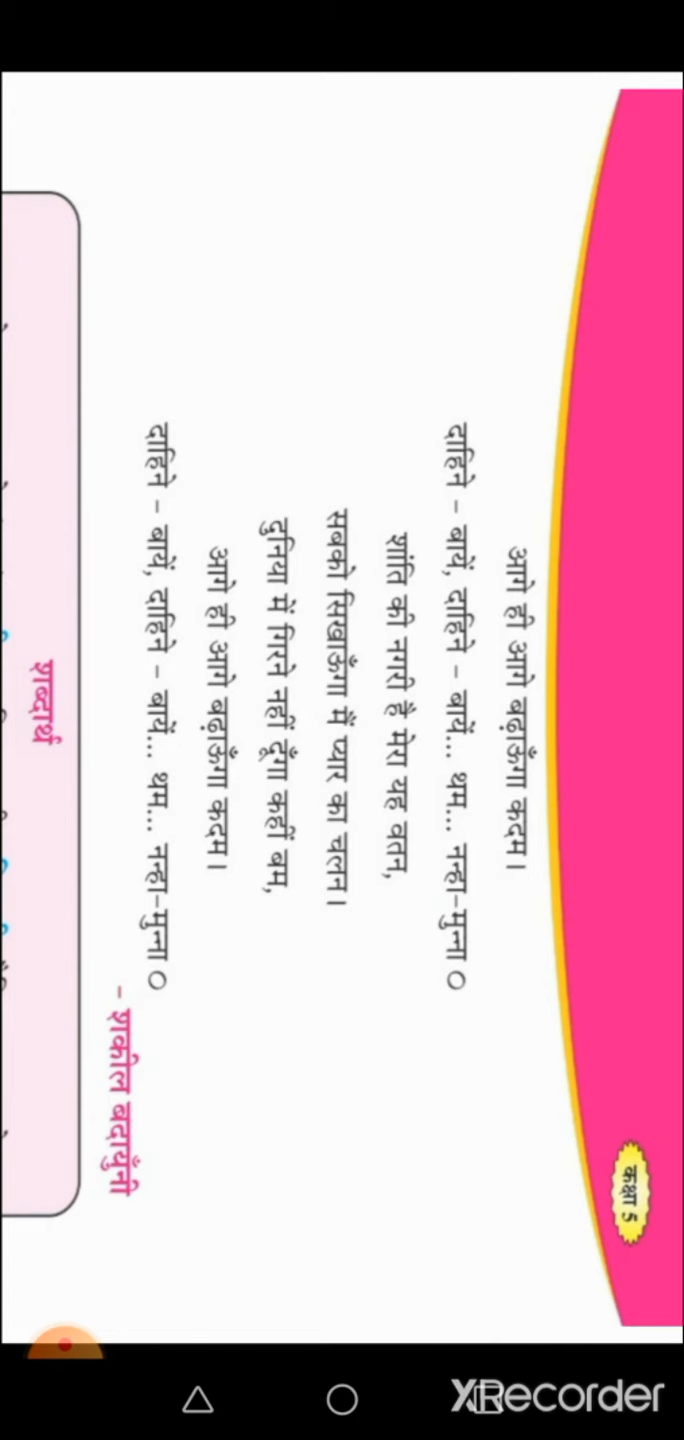 कक्षा 5
आगे ही आगे बढ़ाऊँगा कदम।
दाहिने - बायें, दाहिने - बायें... थम... नन्हा-मुन्ना ○
शांति की नगरी है मेरा यह वतन,
सबको सिखाऊँगा मैं प्यार का चलन।
दुनिया में गिरने नहीं दूँगा कहीं बम,
आगे ही आगे बढ़ाऊँगा कदम।
दाहिने - बायें, दाहिने - बायें... थम... नन्हा-मुन्ना ○
- शकील बदायुँनी
शब्दार्थ
XRecorder